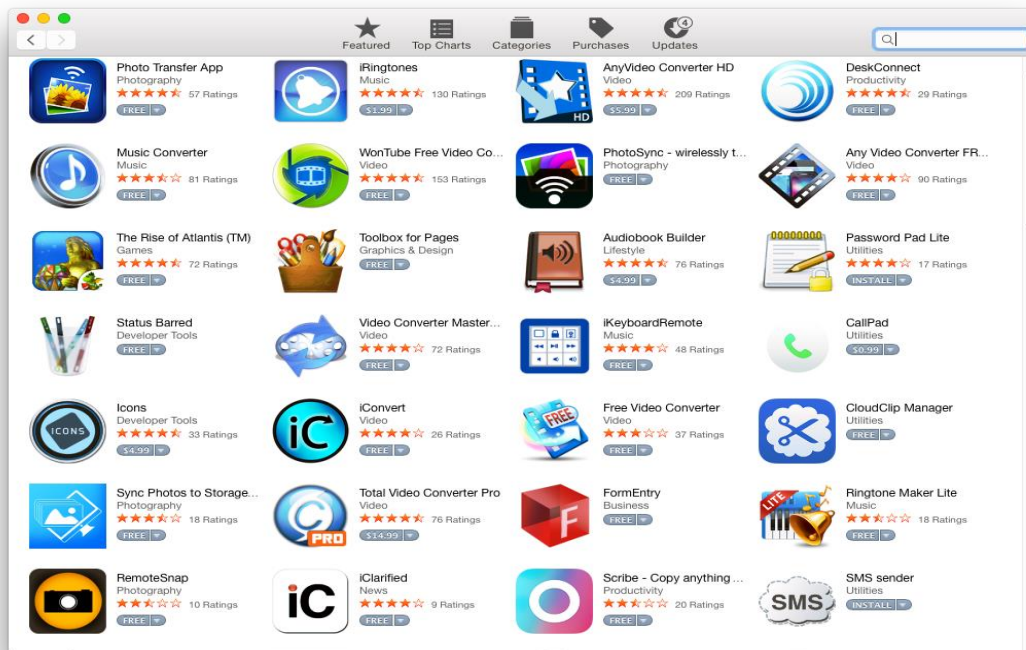 4
Featured
Top Charts
Categories
Purchases
Updates
Photo Transfer App
Photography
57 Ratings
FREE
iRingtones
Music
130 Ratings
$1.99
HD
AnyVideo Converter HD
Video
209 Ratings
$5.99
DeskConnect
Productivity
29 Ratings
FREE
Music Converter
Music
81 Ratings
FREE
WonTube Free Video Co...
Video
153 Ratings
FREE
PhotoSync - wirelessly t...
Photography
FREE
Any Video Converter FR...
Video
90 Ratings
FREE
The Rise of Atlantis (TM)
Games
72 Ratings
FREE
Toolbox for Pages
Graphics & Design
FREE
Audiobook Builder
Lifestyle
76 Ratings
$4.99
Password Pad Lite
Utilities
17 Ratings
INSTALL
Status Barred
Developer Tools
FREE
Video Converter Master...
Video
72 Ratings
FREE
iKeyboardRemote
Music
48 Ratings
FREE
CallPad
Utilities
$0.99
ICONS
Icons
Developer Tools
33 Ratings
$4.99
iC
iConvert
Video
26 Ratings
FREE
FREE
Free Video Converter
Video
37 Ratings
FREE
CloudClip Manager
Utilities
FREE
Sync Photos to Storage...
Photography
18 Ratings
FREE
C
PRO
Total Video Converter Pro
Video
76 Ratings
$14.99
F
FormEntry
Business
FREE
LITE
Ringtone Maker Lite
Music
18 Ratings
FREE
RemoteSnap
Photography
10 Ratings
FREE
iC
iClarified
News
9 Ratings
FREE
Scribe - Copy anything ...
Productivity
20 Ratings
FREE
SMS
SMS sender
Utilities
INSTALL